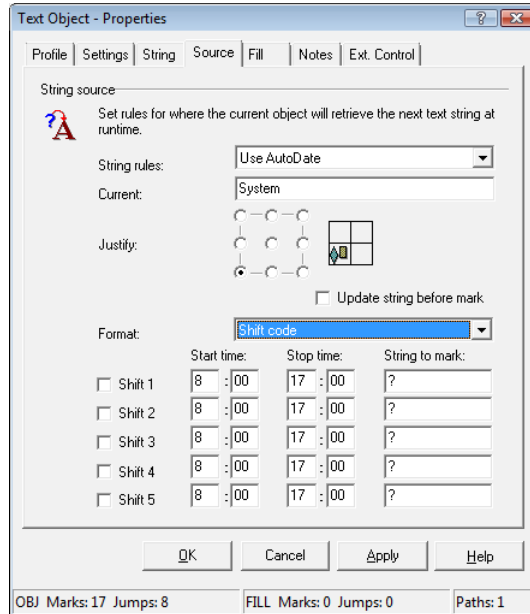 Text Object - Properties
Profile Settings String Source Fill Notes Ext. Control
String source
Set rules for where the current object will retrieve the next text string at
runtime.
String rules: Use AutoDate
Current: System
Justify:
Update string before mark
Format: Shift code
Start time: Stop time: String to mark:
Shift 1 8 : 00 17 : 00 ?
Shift 2 8 : 00 17 : 00 ?
Shift 3 8 : 00 17 : 00 ?
Shift 4 8 : 00 17 : 00 ?
Shift 5 8 : 00 17 : 00 ?
OK Cancel Apply Help
OBJ Marks: 17 Jumps: 8 FILL Marks: 0 Jumps: 0 Paths: 1